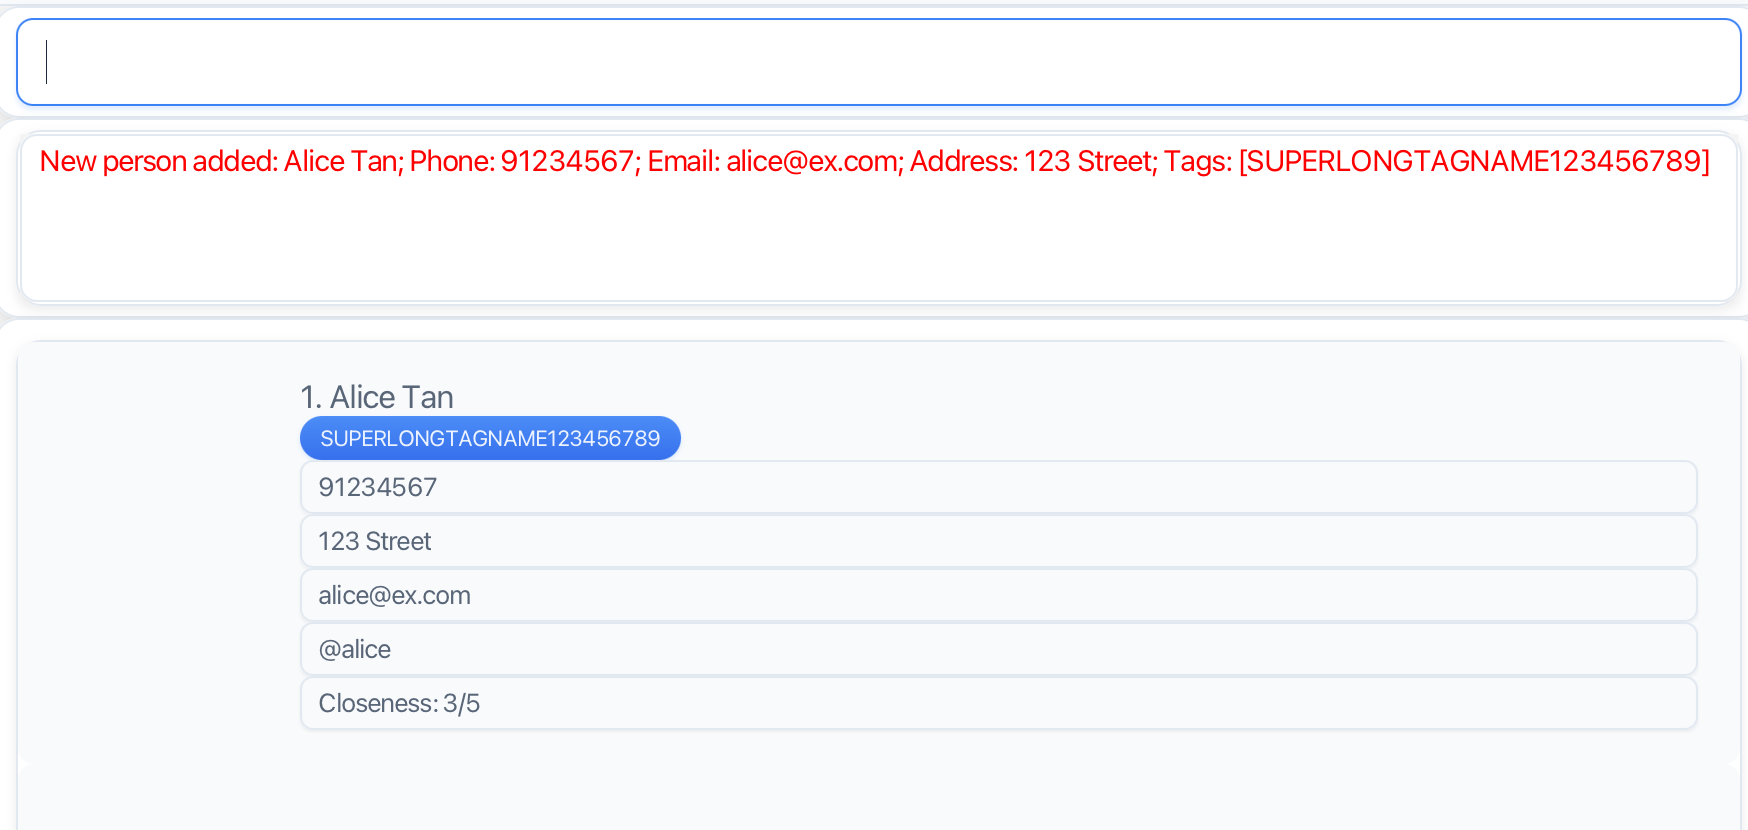 New person added: Alice Tan; Phone: 91234567; Email: alice@ex.com; Address: 123 Street; Tags: [SUPERLONGTAGNAME123456789]
1. Alice Tan
SUPERLONGTAGNAME123456789
91234567
123 Street
alice@ex.com
@alice
Closeness: 3/5